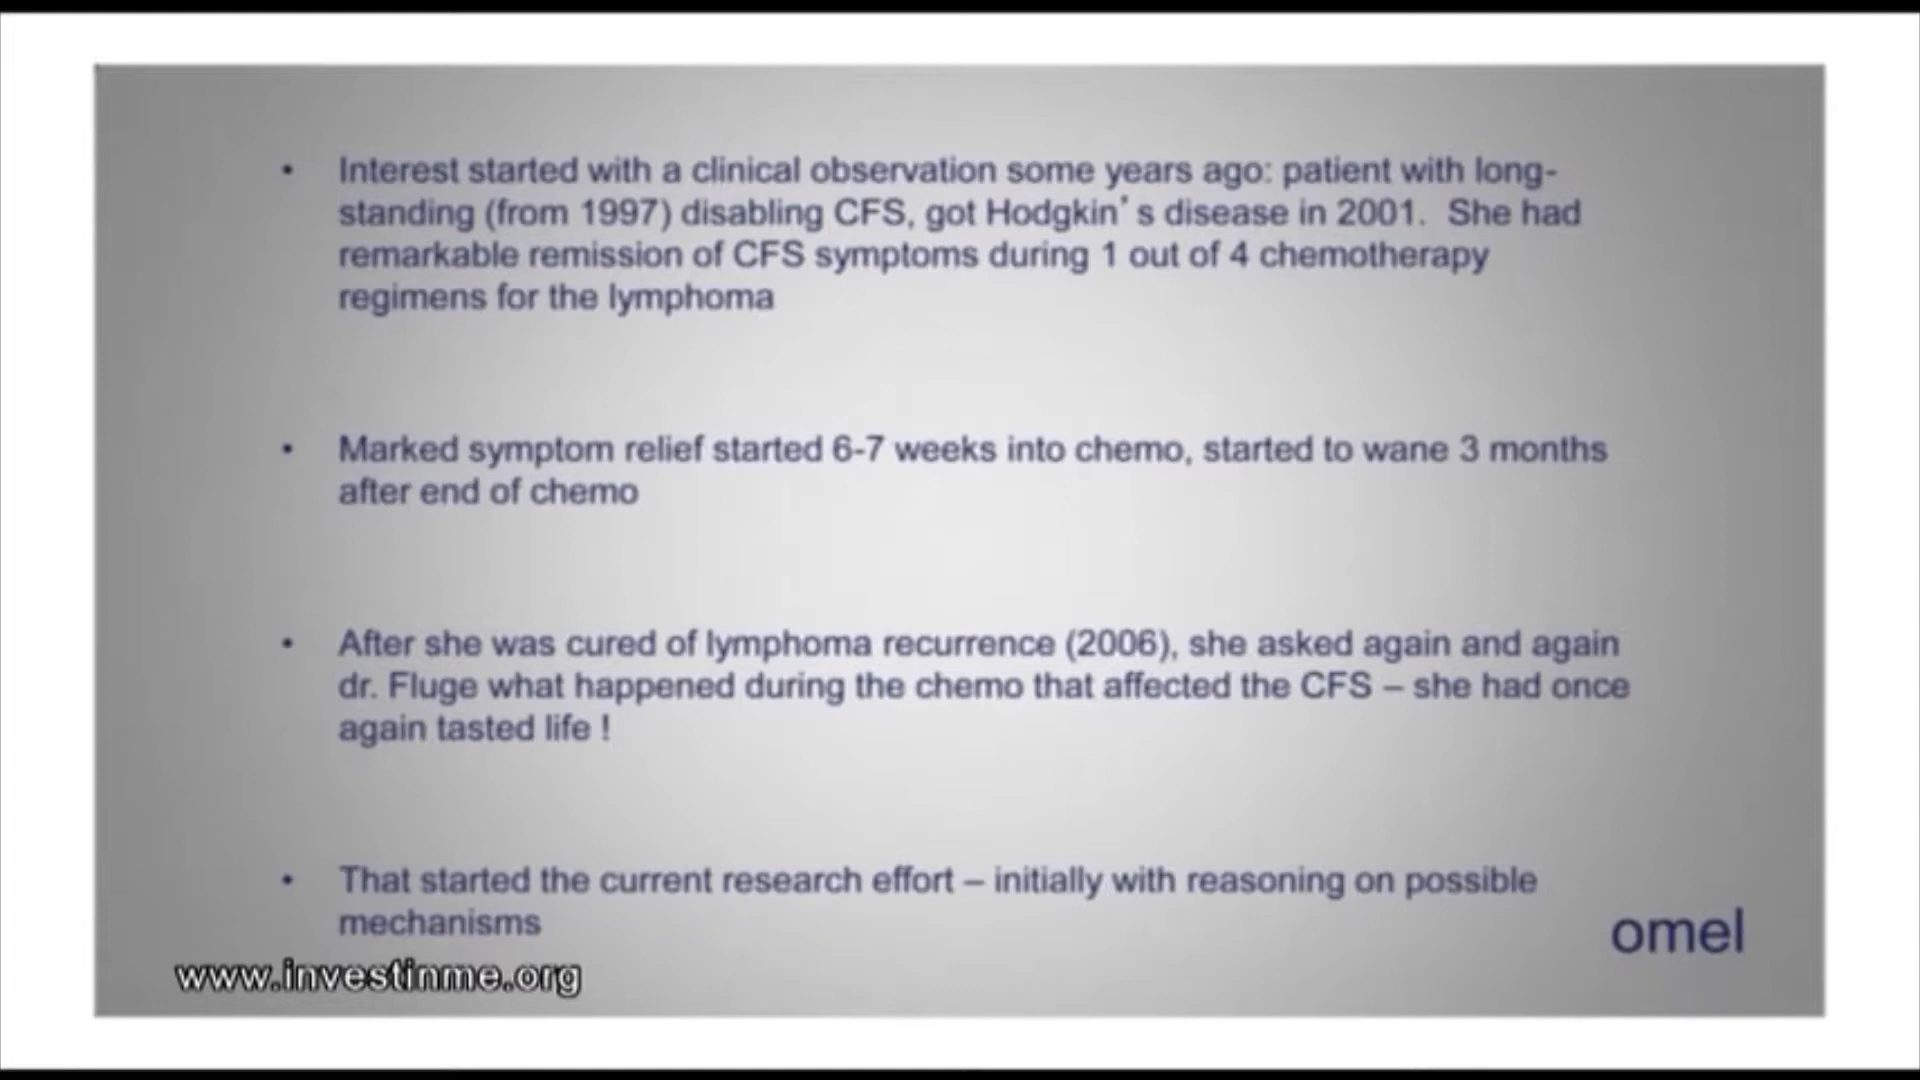 • Interest started with a clinical observation some years ago: patient with long-
standing (from 1997) disabling CFS, got Hodgkin's disease in 2001. She had
remarkable remission of CFS symptoms during 1 out of 4 chemotherapy
regimens for the lymphoma
• Marked symptom relief started 6-7 weeks into chemo, started to wane 3 months
after end of chemo
• After she was cured of lymphoma recurrence (2006), she asked again and again
dr. Fluge what happened during the chemo that affected the CFS – she had once
again tasted life !
• That started the current research effort – initially with reasoning on possible
mechanisms
omel
www.investinme.org